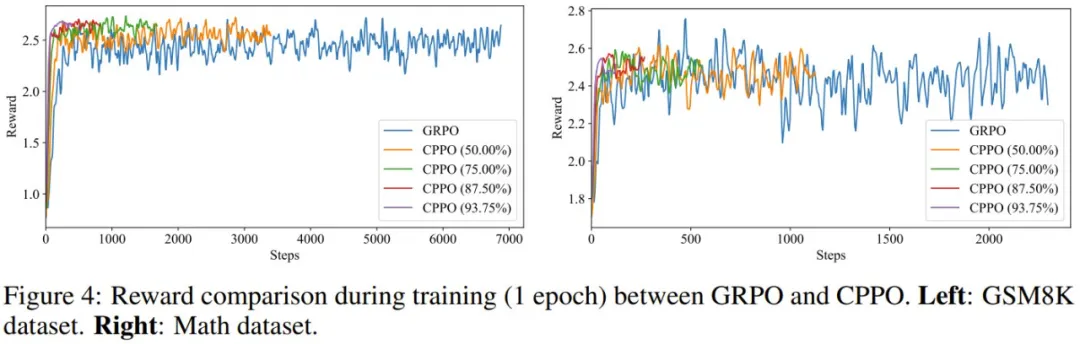 2.5
2.0
1.5
1.0
Reward
GRPO
CPPO (50.00%)
CPPO (75.00%)
CPPO (87.50%)
CPPO (93.75%)
0 1000 2000 3000 4000 5000 6000 7000
Steps
2.8
2.6
2.4
2.2
2.0
1.8
Reward
GRPO
CPPO (50.00%)
CPPO (75.00%)
CPPO (87.50%)
CPPO (93.75%)
0 500 1000 1500 2000
Steps
Figure 4: Reward comparison during training (1 epoch) between GRPO and CPPO. Left: GSM8K
dataset. Right: Math dataset.